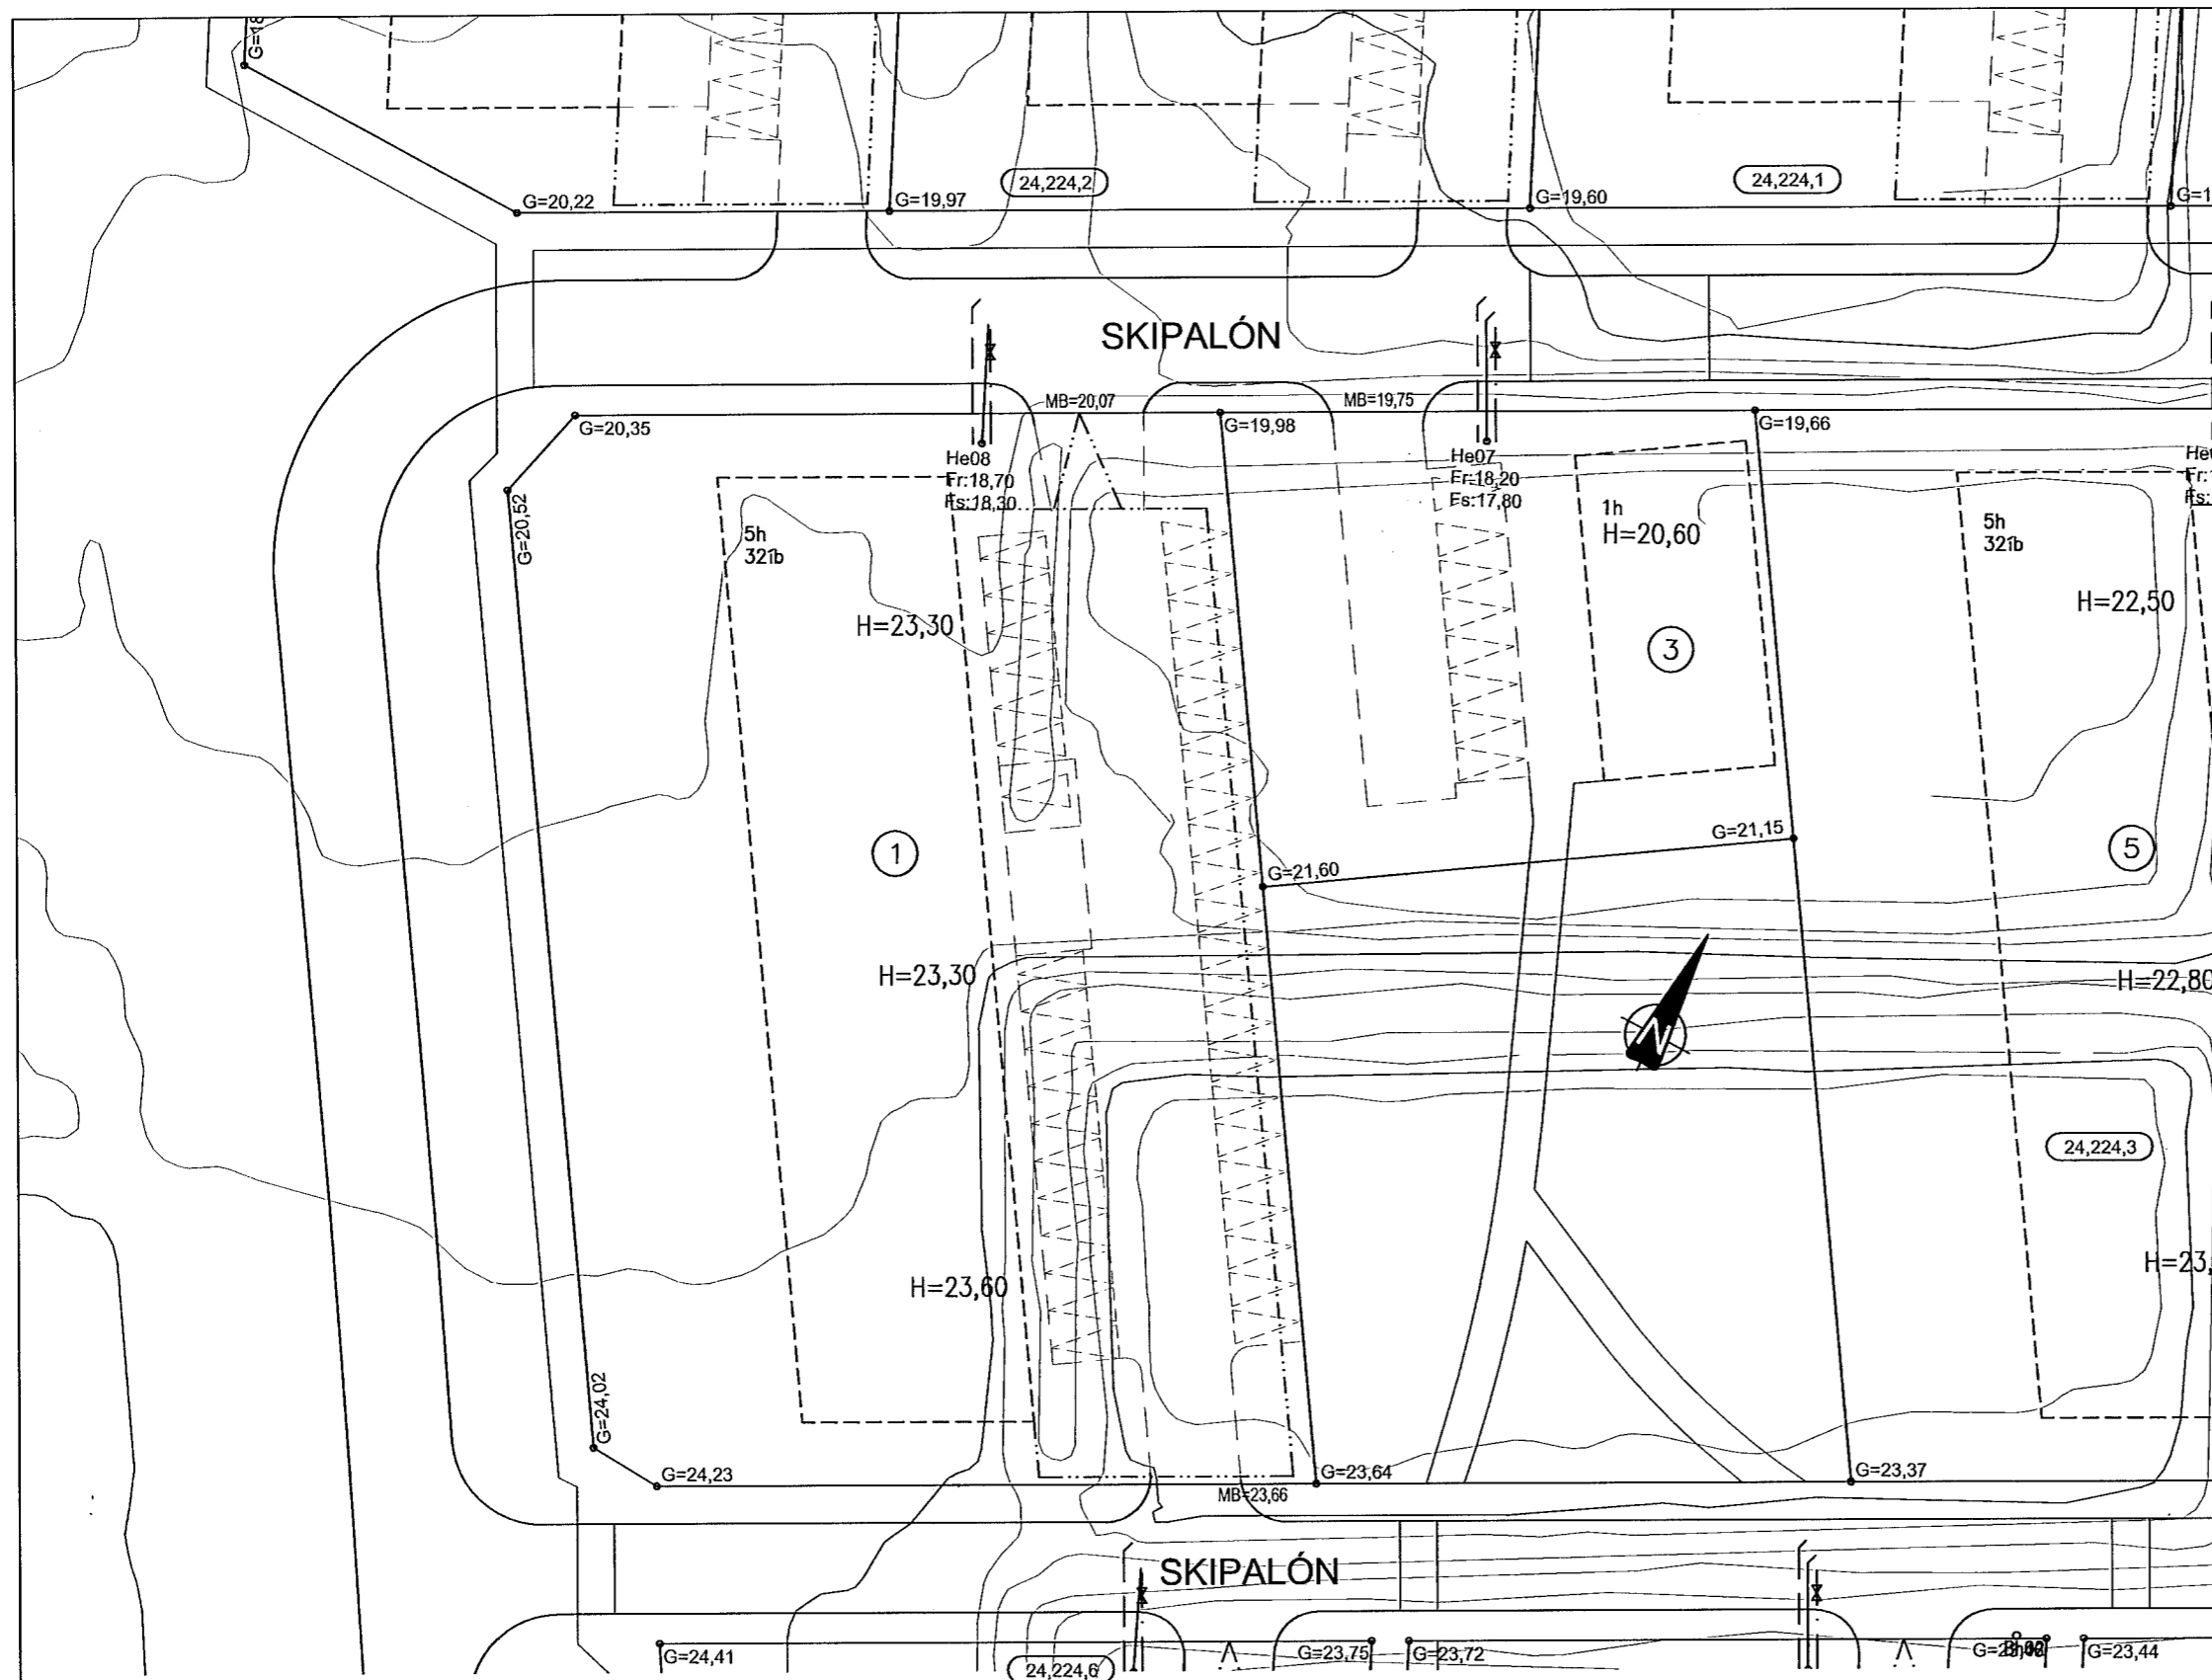 G=20,22
G=19,97
24,224,2
G=19,60
24,224,1
SKIPALÓN
MB=20,07
MB=19,75
G=20,35
G=19,98
G=19,66
He08
Fr:18,70
Fs:18,30
He07
Fr:18,20
Fs:17,80
G=20,52
5h
321b
1h
H=20,60
5h
321b
H=23,30
H=22,50
3
1
5
G=21,15
G=21,60
H=23,30
N
H=22,80
24,224,3
H=23,60
G=24,02
G=24,23
MB=23,66
G=23,64
G=23,37
SKIPALÓN
G=24,41
24,224,6
G=23,75
G=23,72
G=23,44